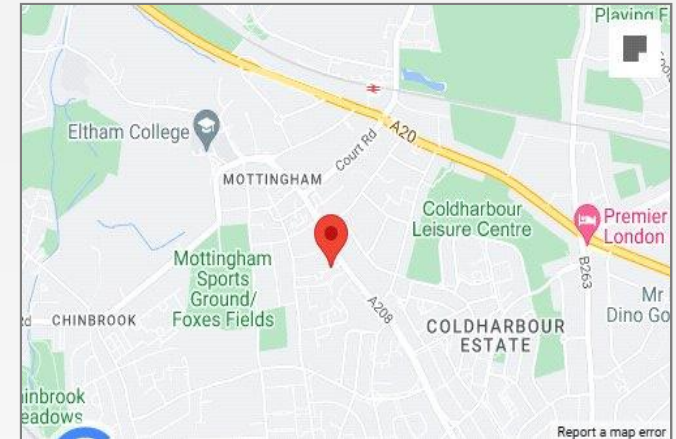 Playing F
Eltham College
A20
Court Rd
MOTTINGHAM
Coldharbour
Leisure Centre
Premier
London
Mottingham
Sports
Ground/
Foxes Fields
B263
A208
Mr
Dino Go
CHINBROOK
COLDHARBOUR
ESTATE
inbrook
eadows
Report a map error